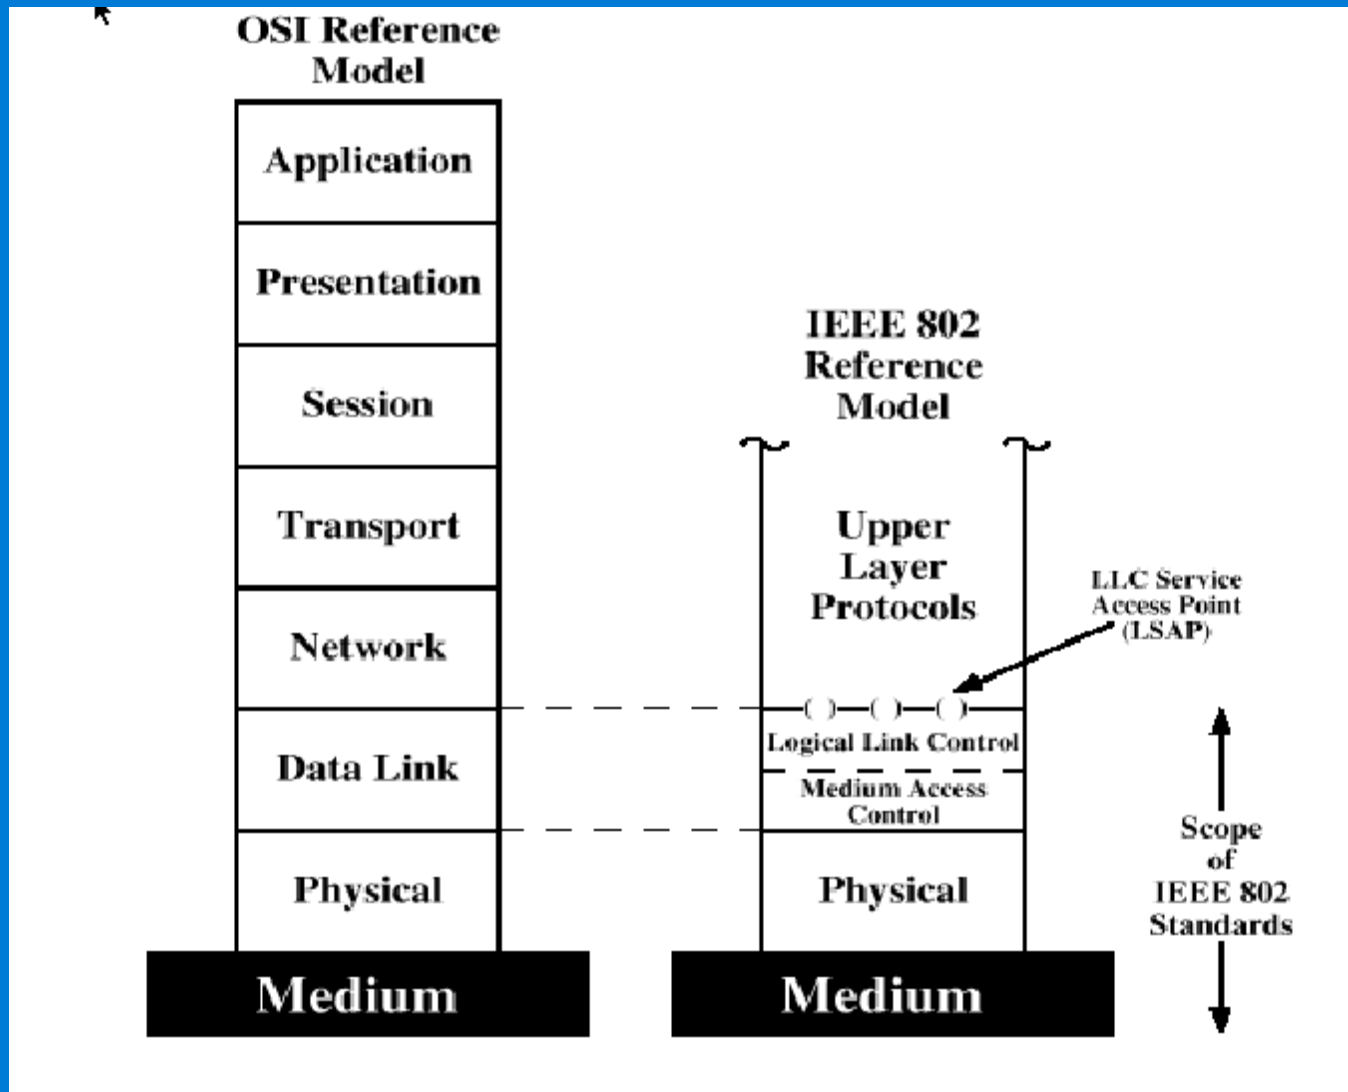 OSI Reference
Model
Application
Presentation
Session
Transport
Network
Data Link
Physical
Medium
IEEE 802
Reference
Model
Upper
Layer
Protocols
LLC Service
Access Point
(LSAP)
Logical Link Control
Medium Access
Control
Physical
Medium
Scope
of
IEEE 802
Standards